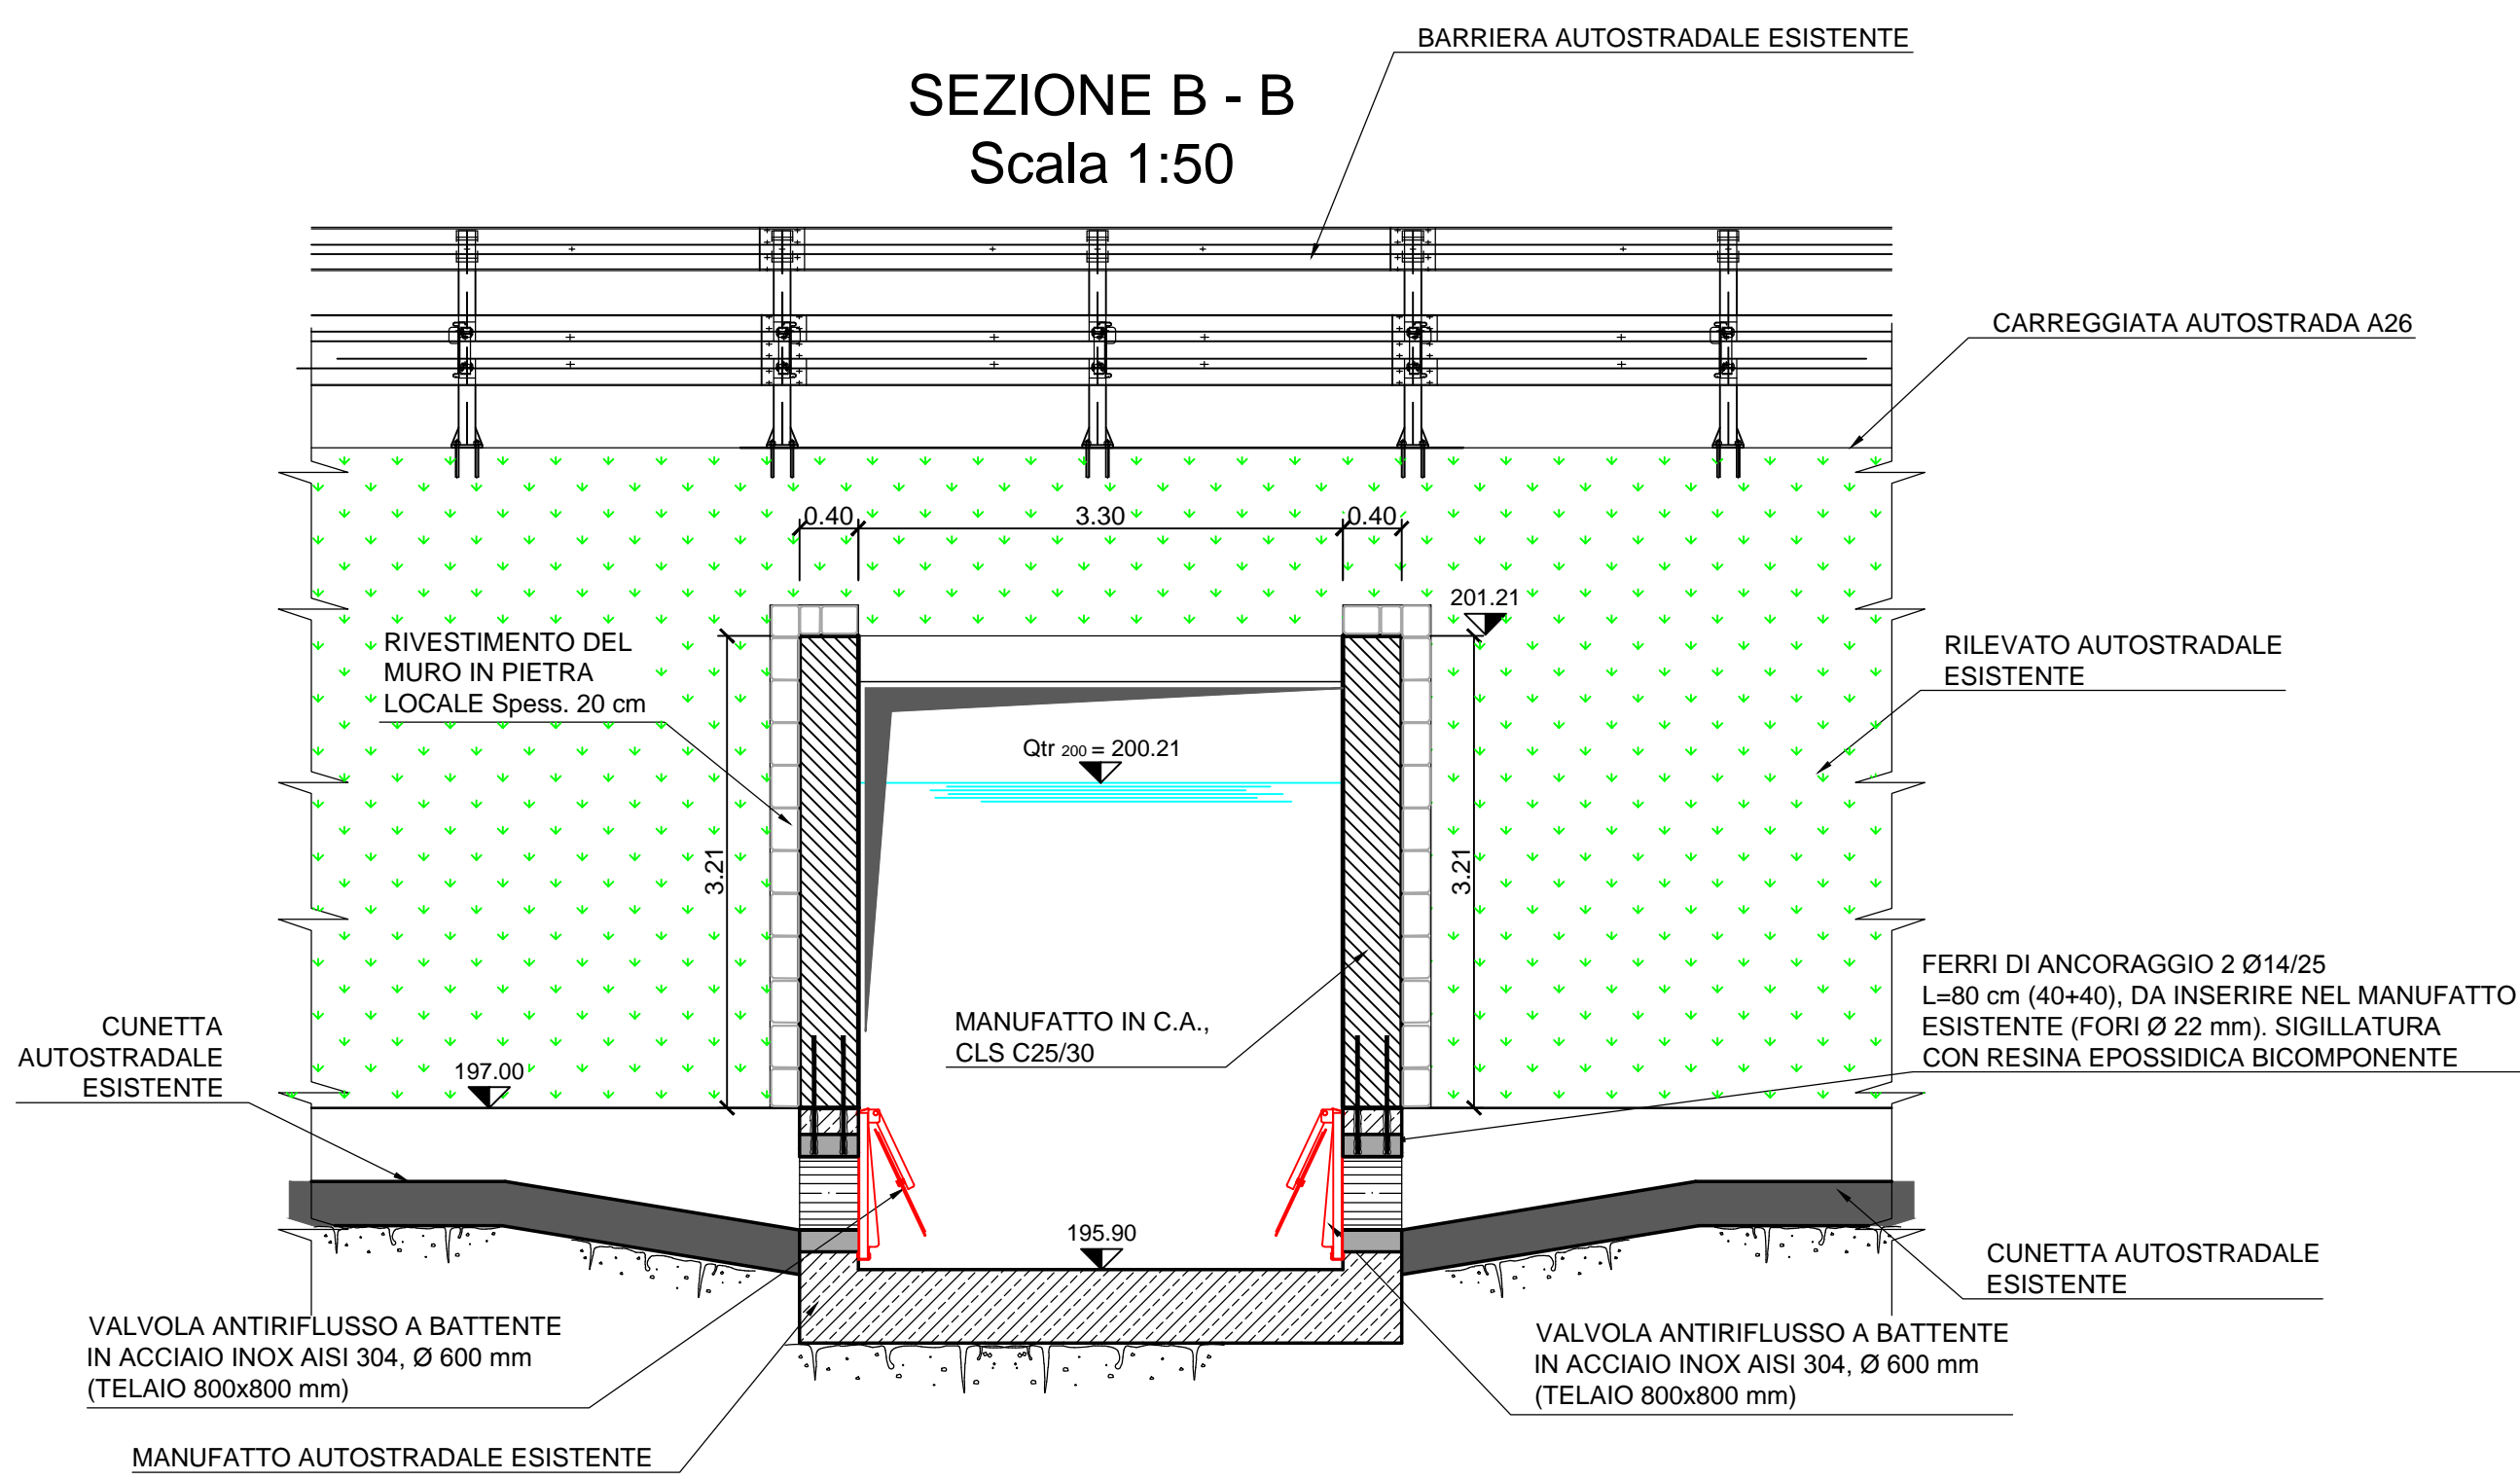 BARRIERA AUTOSTRADALE ESISTENTE
SEZIONE B - B
Scala 1:50
CARREGGIATA AUTOSTRADA A26
0.40
3.30
0.40
201.21
RIVESTIMENTO DEL
MURO IN PIETRA
LOCALE Spess. 20 cm
RILEVATO AUTOSTRADALE
ESISTENTE
Qtr 200 = 200.21
3.21
3.21
FERRI DI ANCORAGGIO 2 Ø14/25
L=80 cm (40+40), DA INSERIRE NEL MANUFATTO
ESISTENTE (FORI Ø 22 mm). SIGILLATURA
CON RESINA EPOSSIDICA BICOMPONENTE
MANUFATTO IN C.A.,
CLS C25/30
CUNETTA
AUTOSTRADALE
ESISTENTE
197.00
195.90
CUNETTA AUTOSTRADALE
ESISTENTE
VALVOLA ANTIRIFLUSSO A BATTENTE
IN ACCIAIO INOX AISI 304, Ø 600 mm
(TELAIO 800x800 mm)
VALVOLA ANTIRIFLUSSO A BATTENTE
IN ACCIAIO INOX AISI 304, Ø 600 mm
(TELAIO 800x800 mm)
MANUFATTO AUTOSTRADALE ESISTENTE